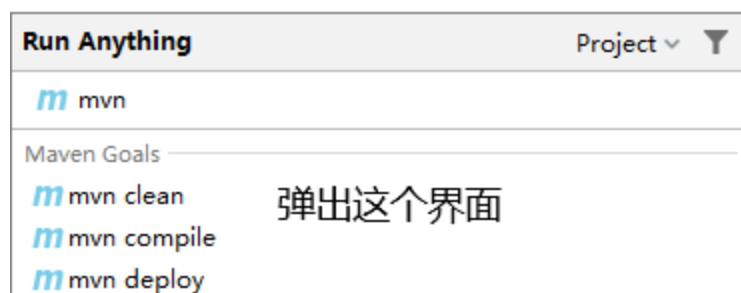 Run Anything Project
m mvn
Maven Goals
m mvn clean
弹出这个界面
m mvn compile
m mvn deploy